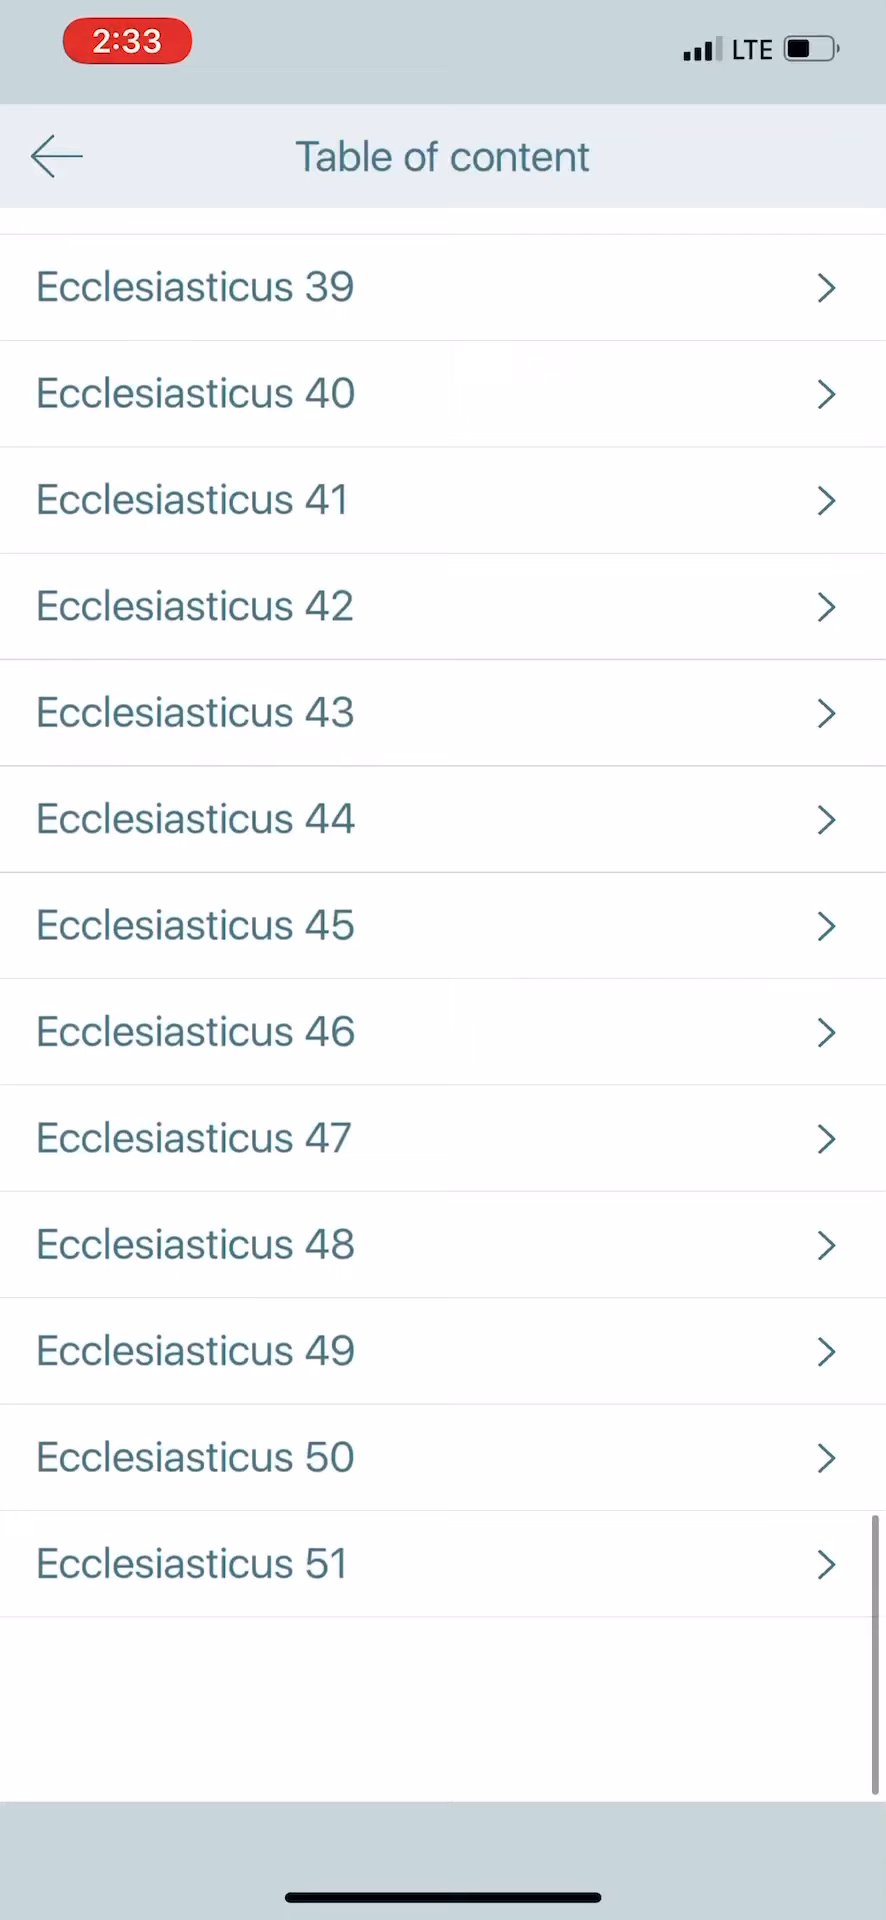 2:33 LTE
Table of content
Ecclesiasticus 39
Ecclesiasticus 40
Ecclesiasticus 41
Ecclesiasticus 42
Ecclesiasticus 43
Ecclesiasticus 44
Ecclesiasticus 45
Ecclesiasticus 46
Ecclesiasticus 47
Ecclesiasticus 48
Ecclesiasticus 49
Ecclesiasticus 50
Ecclesiasticus 51